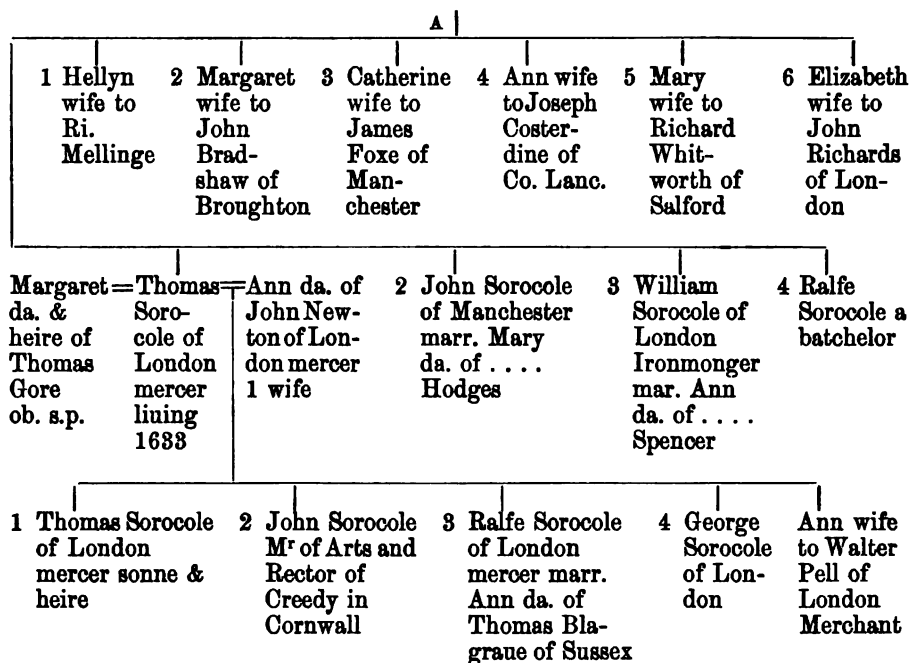 A
1 Hellyn
wife to
Ri.
Mellinge
2 Margaret
wife to
John
Brad-
shaw of
Broughton
3 Catherine
wife to
James
Foxe of
Man-
chester
4 Ann wife
to Joseph
Coster-
dine of
Co. Lanc.
5 Mary
wife to
Richard
Whit-
worth of
Salford
6 Elizabeth
wife to
John
Richards
of Lon-
don
Margaret
da. &
heire of
Thomas
Gore
ob. s.p.
= Thomas =
Soro-
cole of
London
mercer
liuing
1633
Ann da. of
John New-
ton of Lon-
don mercer
1 wife
2 John Sorocole
of Manchester
marr. Mary
da. of ....
Hodges
3 William
Sorocole of
London
Ironmonger
mar. Ann
da. of ....
Spencer
4 Ralfe
Sorocole a
batchelor
1 Thomas Sorocole
of London
mercer sonne &
heire
2 John Sorocole
Mr of Arts and
Rector of
Creedy in
Cornwall
3 Ralfe Sorocole
of London
mercer marr.
Ann da. of
Thomas Bla-
graue of Sussex
4 George
Sorocole
of Lon-
don
Ann wife
to Walter
Pell of
London
Merchant